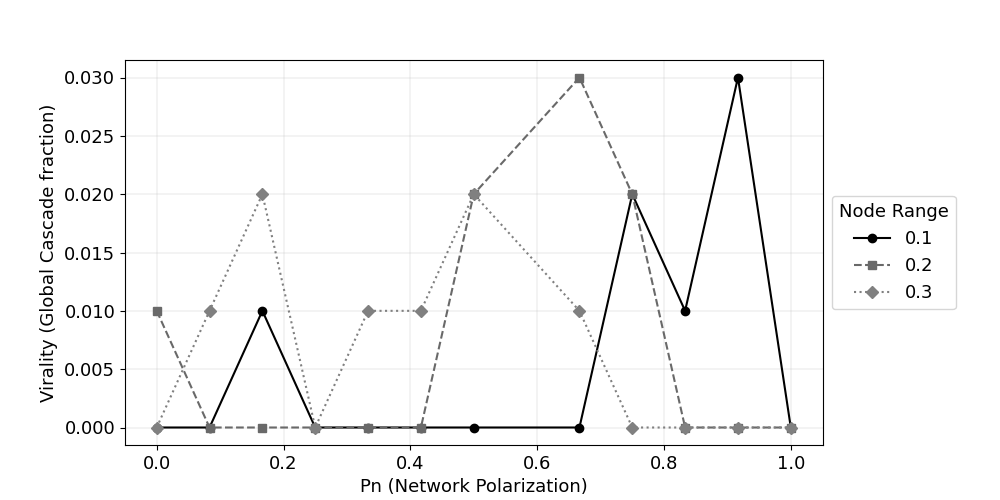 0.030
0.025
0.020
0.015
0.010
0.005
0.000
Virality (Global Cascade fraction)
0.0 0.2 0.4 0.6 0.8 1.0
Pn (Network Polarization)
Node Range
0.1
0.2
0.3